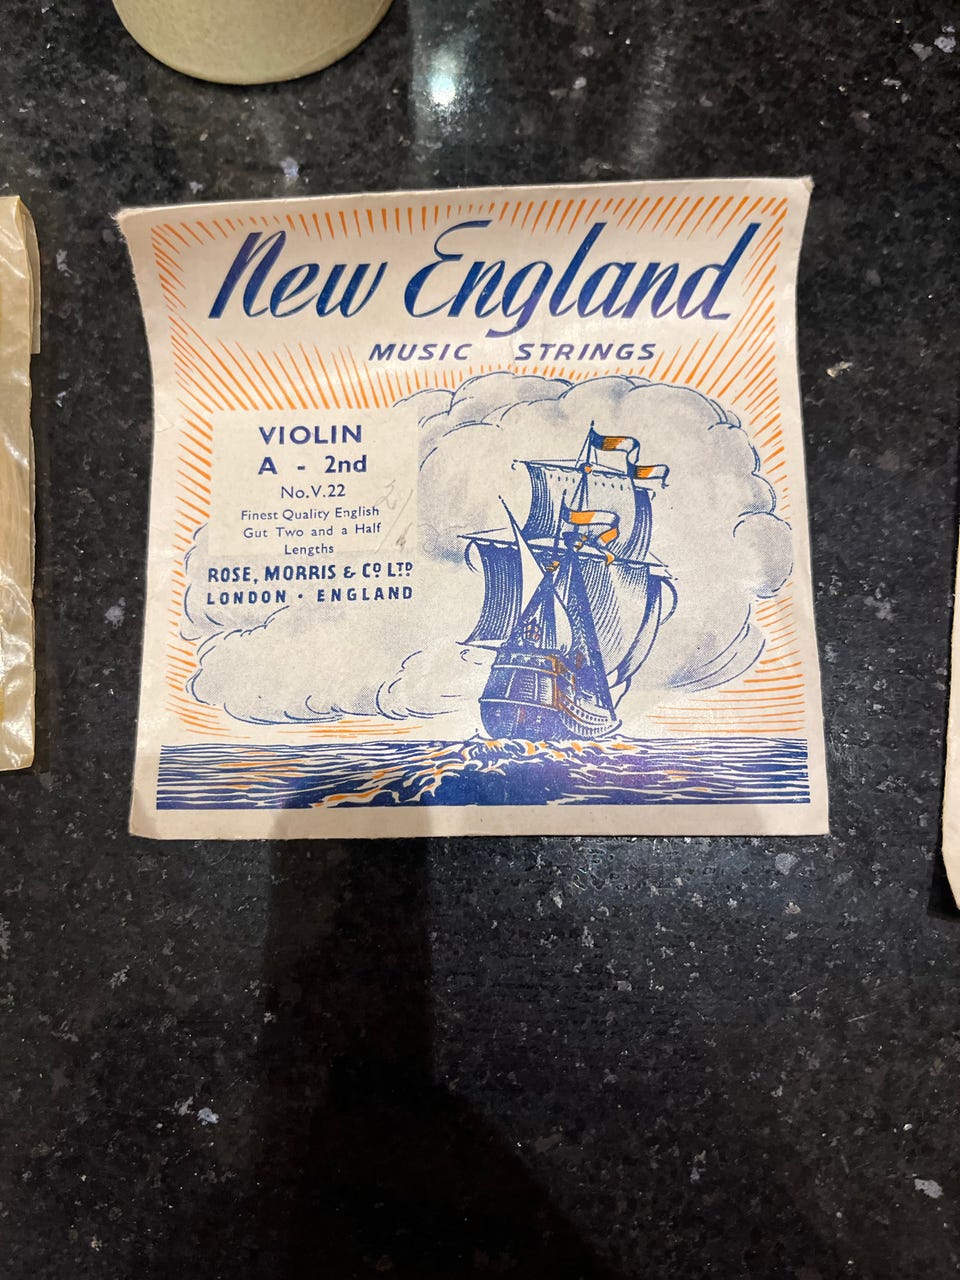 New England
MUSIC STRINGS
VIOLIN
A - 2nd
No.V.22
Finest Quality English
Gut Two and a Half
Lengths
ROSE, MORRIS & Cº LTD
LONDON · ENGLAND